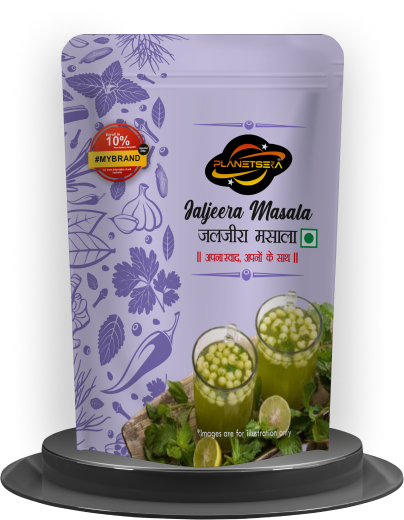 10%
#MYBRAND
PLANETSERA
Jaljeera Masala
जलजीरा मसाला
|| अपना स्वाद, अपनों के साथ ||
*Images are for illustration only